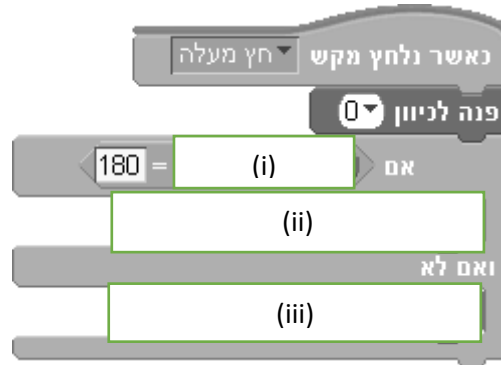 כאשר נלחץ מקש חץ מעלה
פנה לכיוון 0
אם (i) = 180
(ii)
ואם לא
(iii)